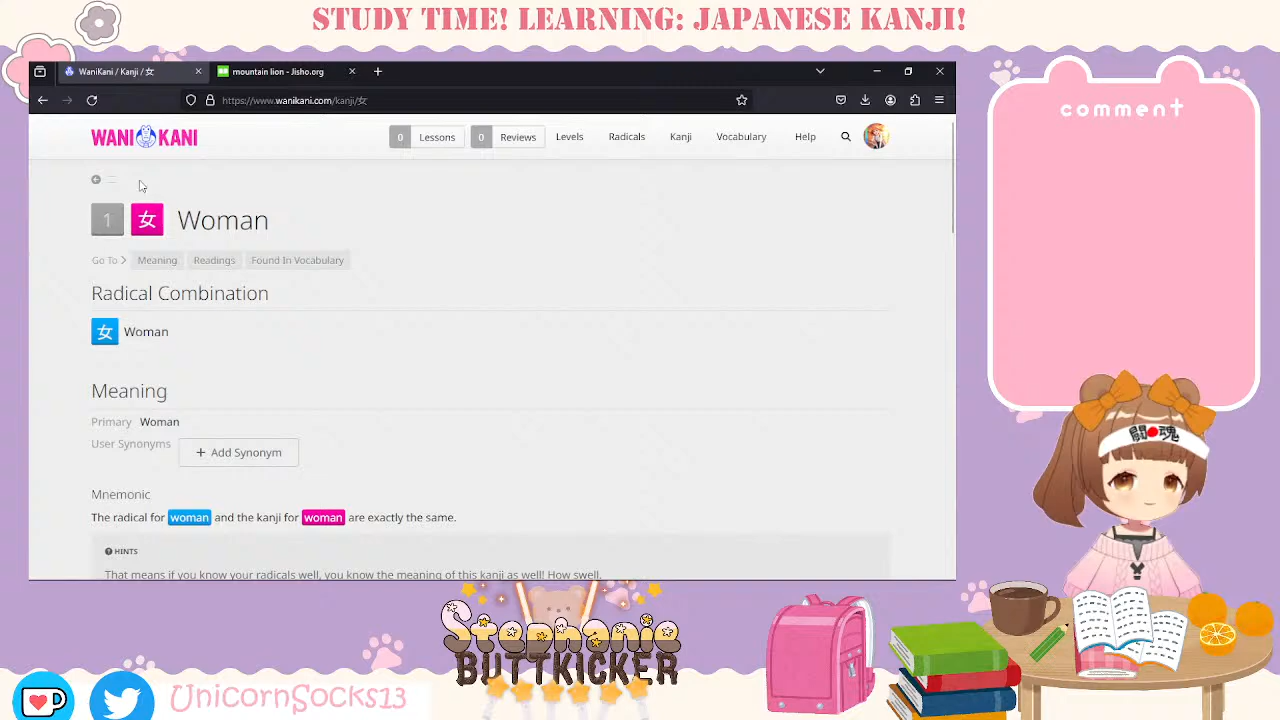 STUDY TIME! LEARNING: JAPANESE KANJI!
WaniKani / Kanji / 女
mountain lion - Jisho.org
https://www.wanikani.com/kanji/女
WANI KANI
0 Lessons
0 Reviews
Levels
Radicals
Kanji
Vocabulary
Help
1 女 Woman
Go To
Meaning
Readings
Found In Vocabulary
Radical Combination
女 Woman
Meaning
Primary Woman
User Synonyms
+ Add Synonym
Mnemonic
The radical for woman and the kanji for woman are exactly the same.
? HINTS
That means if you know your radicals well, you know the meaning of this kanji as well! How swell.
comment
闘魂
Stephanie
BUTTKICKER
UnicornSocks13